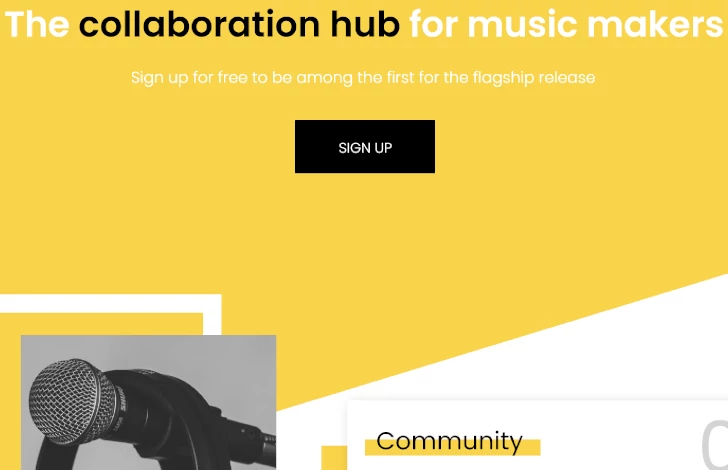 The collaboration hub for music makers
Sign up for free to be among the first for the flagship release
SIGN UP
Community